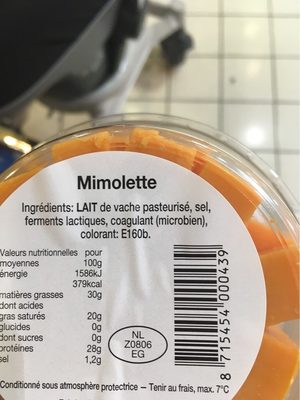 Mimolette
Ingrédients: LAIT de vache pasteurisé, sel,
ferments lactiques, coagulant (microbien),
colorant: E160b.
Valeurs nutritionnelles pour
moyennes 100g
énergie 1586kJ
379kcal
matières grasses 30g
dont acides
gras saturés 20g
glucides 0g
dont sucres 0g
protéines 28g
sel 1,2g
NL
Z0806
EG
8 715454 000439
Conditionné sous atmosphère protectrice – Tenir au frais, max. 7°C